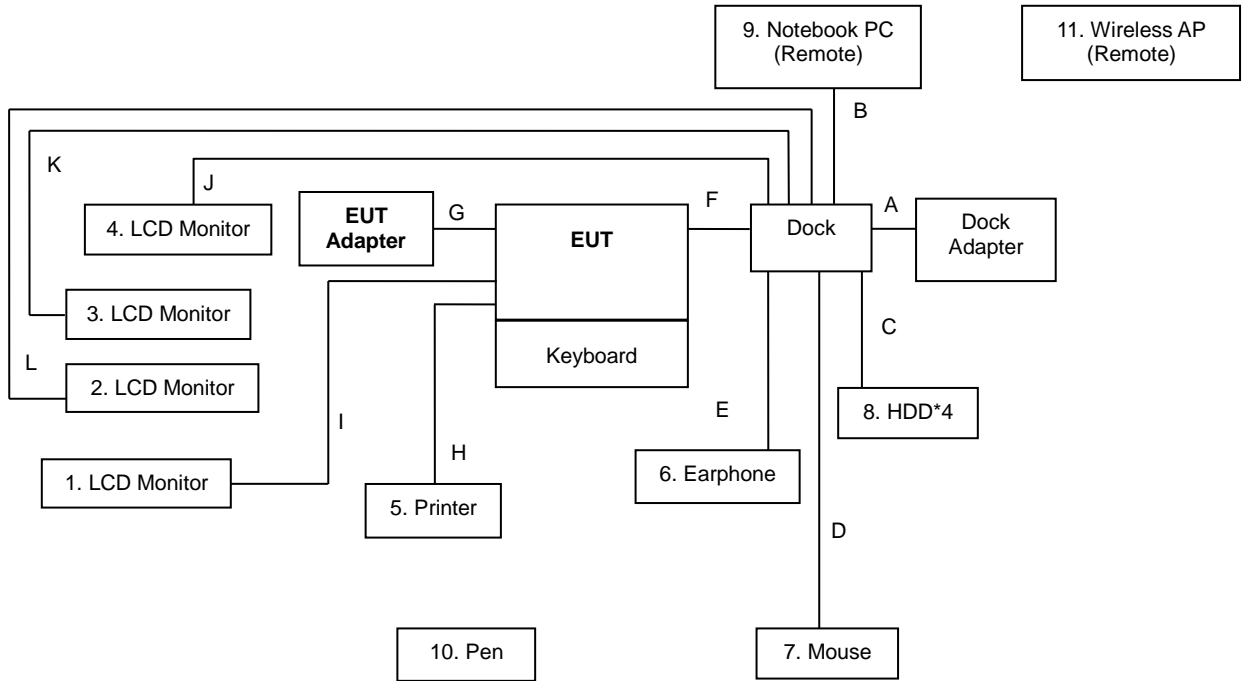 9. Notebook PC
(Remote)
11. Wireless AP
(Remote)
B
K
J
4. LCD Monitor
EUT
Adapter
G
EUT
F
Dock
A
Dock
Adapter
3. LCD Monitor
C
Keyboard
L
2. LCD Monitor
I
E
8. HDD*4
H
1. LCD Monitor
6. Earphone
5. Printer
D
10. Pen
7. Mouse